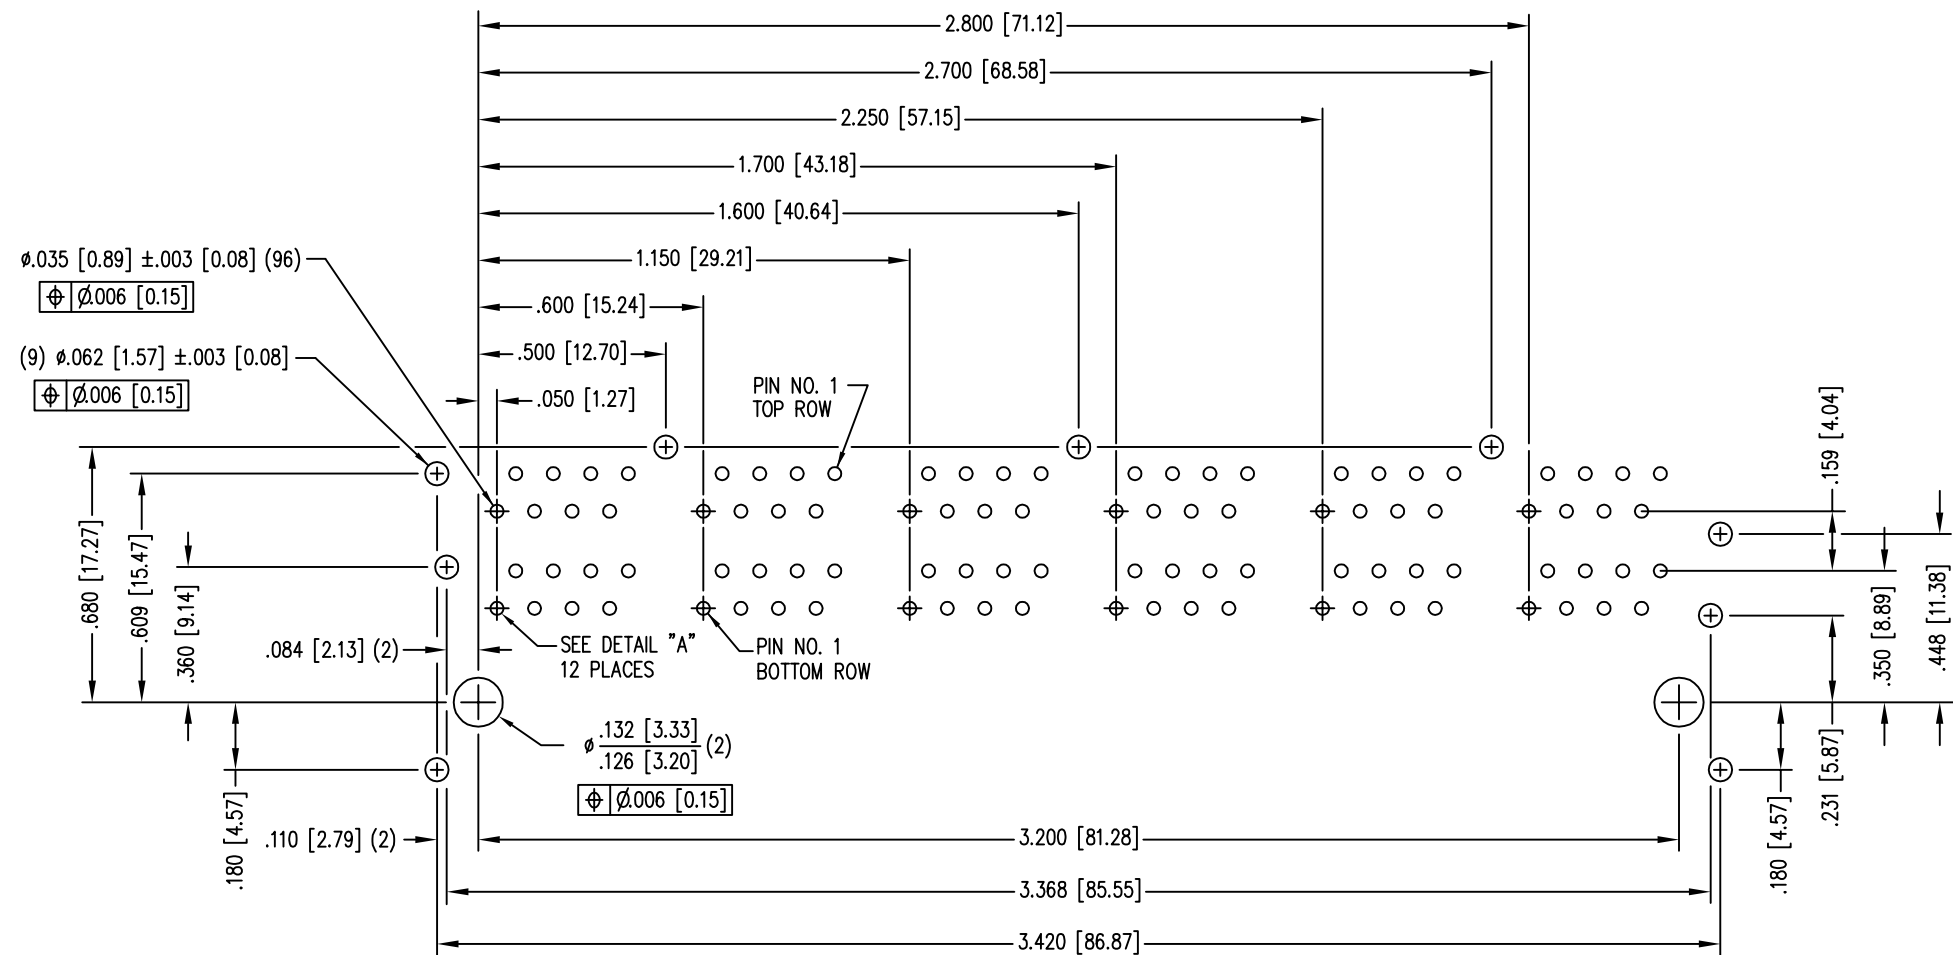 2.800 [71.12]
2.700 [68.58]
2.250 [57.15]
1.700 [43.18]
1.600 [40.64]
1.150 [29.21]
.600 [15.24]
.500 [12.70]
.050 [1.27]
ø.035 [0.89] ±.003 [0.08] (96)
⌖ Ø.006 [0.15]
(9) ø.062 [1.57] ±.003 [0.08]
⌖ Ø.006 [0.15]
PIN NO. 1
TOP ROW
.680 [17.27]
.609 [15.47]
.360 [9.14]
.084 [2.13] (2)
.180 [4.57]
.110 [2.79] (2)
SEE DETAIL "A"
12 PLACES
PIN NO. 1
BOTTOM ROW
ø .132 [3.33] (2)
.126 [3.20]
⌖ Ø.006 [0.15]
.159 [4.04]
.448 [11.38]
.350 [8.89]
.231 [5.87]
.180 [4.57]
3.200 [81.28]
3.368 [85.55]
3.420 [86.87]